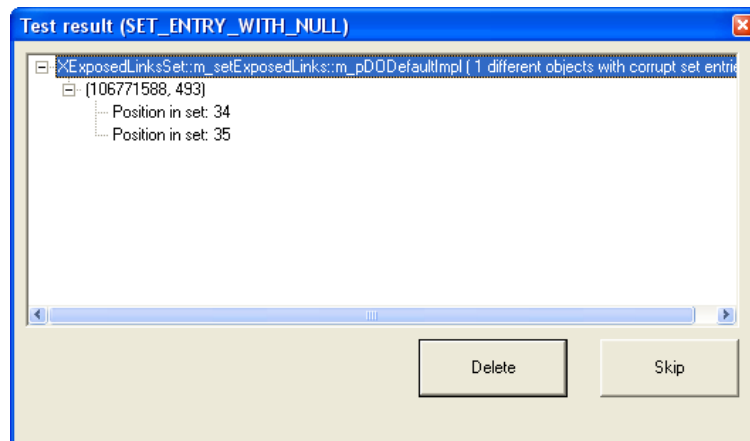 Test result (SET_ENTRY_WITH_NULL)
XExposedLinksSet::m_setExposedLinks::m_pDODefaultImpl ( 1 different objects with corrupt set entrie
(106771588, 493)
Position in set: 34
Position in set: 35
Delete
Skip